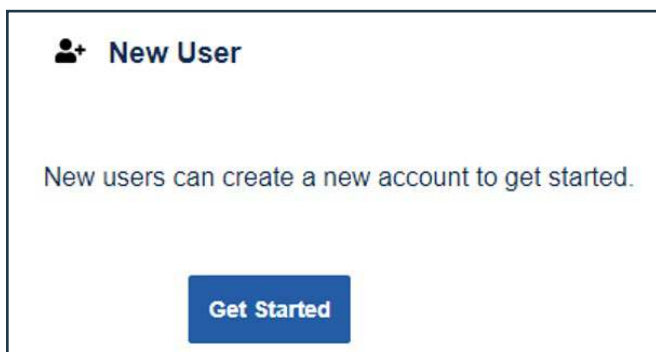 New User
New users can create a new account to get started.
Get Started